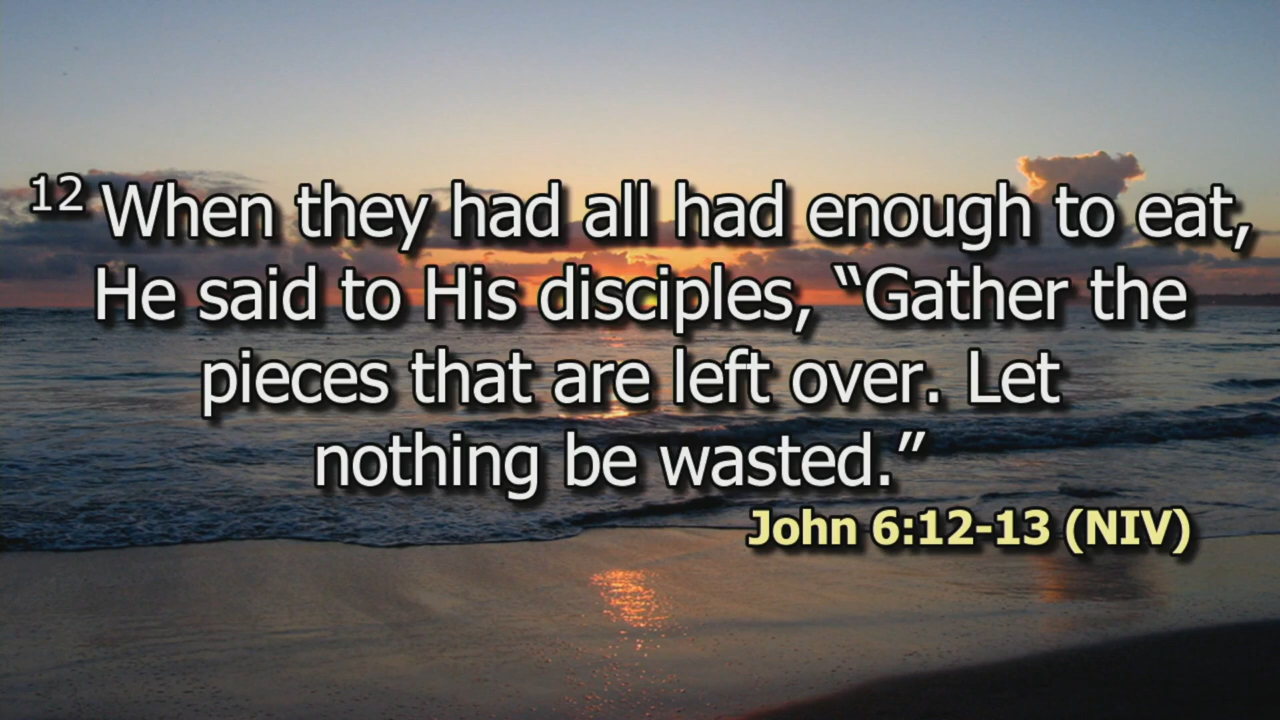 12 When they had all had enough to eat,
He said to His disciples, “Gather the
pieces that are left over. Let
nothing be wasted.”
John 6:12-13 (NIV)